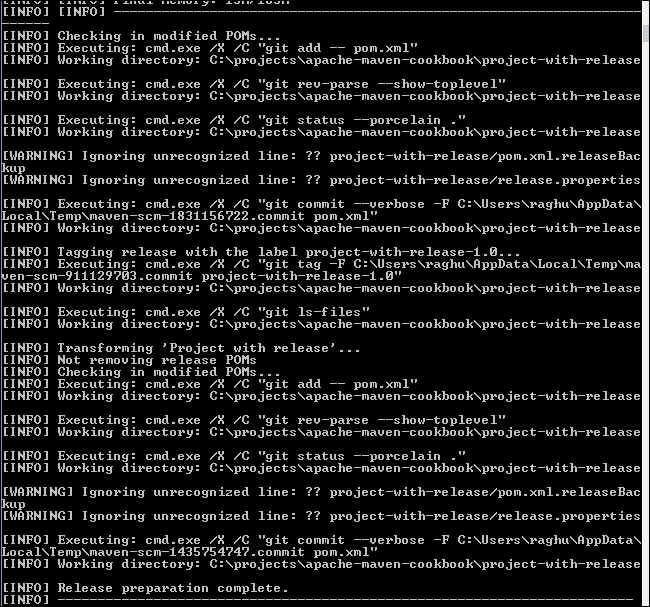 [INFO] [INFO] Final Memory: 15M/105M
[INFO] [INFO] ------------------------------------------------------------------
------
[INFO] Checking in modified POMs...
[INFO] Executing: cmd.exe /X /C "git add -- pom.xml"
[INFO] Working directory: C:\projects\apache-maven-cookbook\project-with-release
[INFO] Executing: cmd.exe /X /C "git rev-parse --show-toplevel"
[INFO] Working directory: C:\projects\apache-maven-cookbook\project-with-release
[INFO] Executing: cmd.exe /X /C "git status --porcelain ."
[INFO] Working directory: C:\projects\apache-maven-cookbook\project-with-release
[WARNING] Ignoring unrecognized line: ?? project-with-release/pom.xml.releaseBac
kup
[WARNING] Ignoring unrecognized line: ?? project-with-release/release.properties
[INFO] Executing: cmd.exe /X /C "git commit --verbose -F C:\Users\raghu\AppData\
Local\Temp\maven-scm-1831156722.commit pom.xml"
[INFO] Working directory: C:\projects\apache-maven-cookbook\project-with-release
[INFO] Tagging release with the label project-with-release-1.0...
[INFO] Executing: cmd.exe /X /C "git tag -F C:\Users\raghu\AppData\Local\Temp\ma
ven-scm-911129703.commit project-with-release-1.0"
[INFO] Working directory: C:\projects\apache-maven-cookbook\project-with-release
[INFO] Executing: cmd.exe /X /C "git ls-files"
[INFO] Working directory: C:\projects\apache-maven-cookbook\project-with-release
[INFO] Transforming 'Project with release'...
[INFO] Not removing release POMs
[INFO] Checking in modified POMs...
[INFO] Executing: cmd.exe /X /C "git add -- pom.xml"
[INFO] Working directory: C:\projects\apache-maven-cookbook\project-with-release
[INFO] Executing: cmd.exe /X /C "git rev-parse --show-toplevel"
[INFO] Working directory: C:\projects\apache-maven-cookbook\project-with-release
[INFO] Executing: cmd.exe /X /C "git status --porcelain ."
[INFO] Working directory: C:\projects\apache-maven-cookbook\project-with-release
[WARNING] Ignoring unrecognized line: ?? project-with-release/pom.xml.releaseBac
kup
[WARNING] Ignoring unrecognized line: ?? project-with-release/release.properties
[INFO] Executing: cmd.exe /X /C "git commit --verbose -F C:\Users\raghu\AppData\
Local\Temp\maven-scm-1435754747.commit pom.xml"
[INFO] Working directory: C:\projects\apache-maven-cookbook\project-with-release
[INFO] Release preparation complete.
[INFO] ------------------------------------------------------------------------